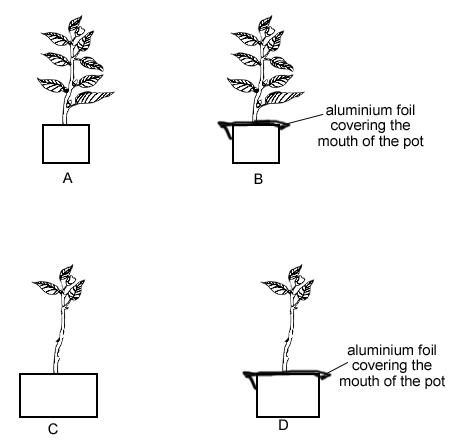 A
B
aluminium foil
covering the
mouth of the pot
C
D
aluminium foil
covering the
mouth of the pot